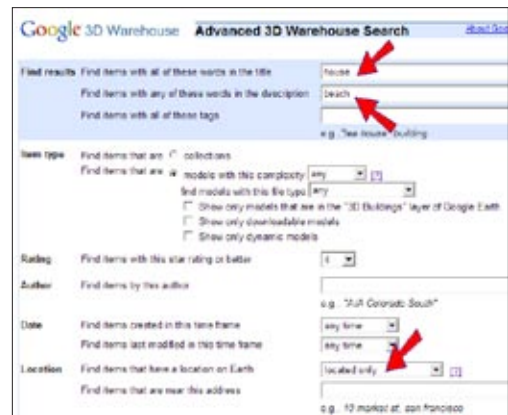 Google 3D Warehouse Advanced 3D Warehouse Search About Goo
Find results Find items with all of these words in the title house
Find items with any of these words in the description beach
Find items with all of these tags
e.g., "tea house" building
Item type Find items that are collections
Find items that are models with this complexity any [?]
find models with this file type any
Show only models that are in the "3D Buildings" layer of Google Earth
Show only downloadable models
Show only dynamic models
Rating Find items with this star rating or better 4
Author Find items by this author
e.g., "AIA Colorado South"
Date Find items created in this time frame any time
Find items last modified in this time frame any time
Location Find items that have a location on Earth located only [?]
Find items that are near this address
e.g., 10 market st, san francisco